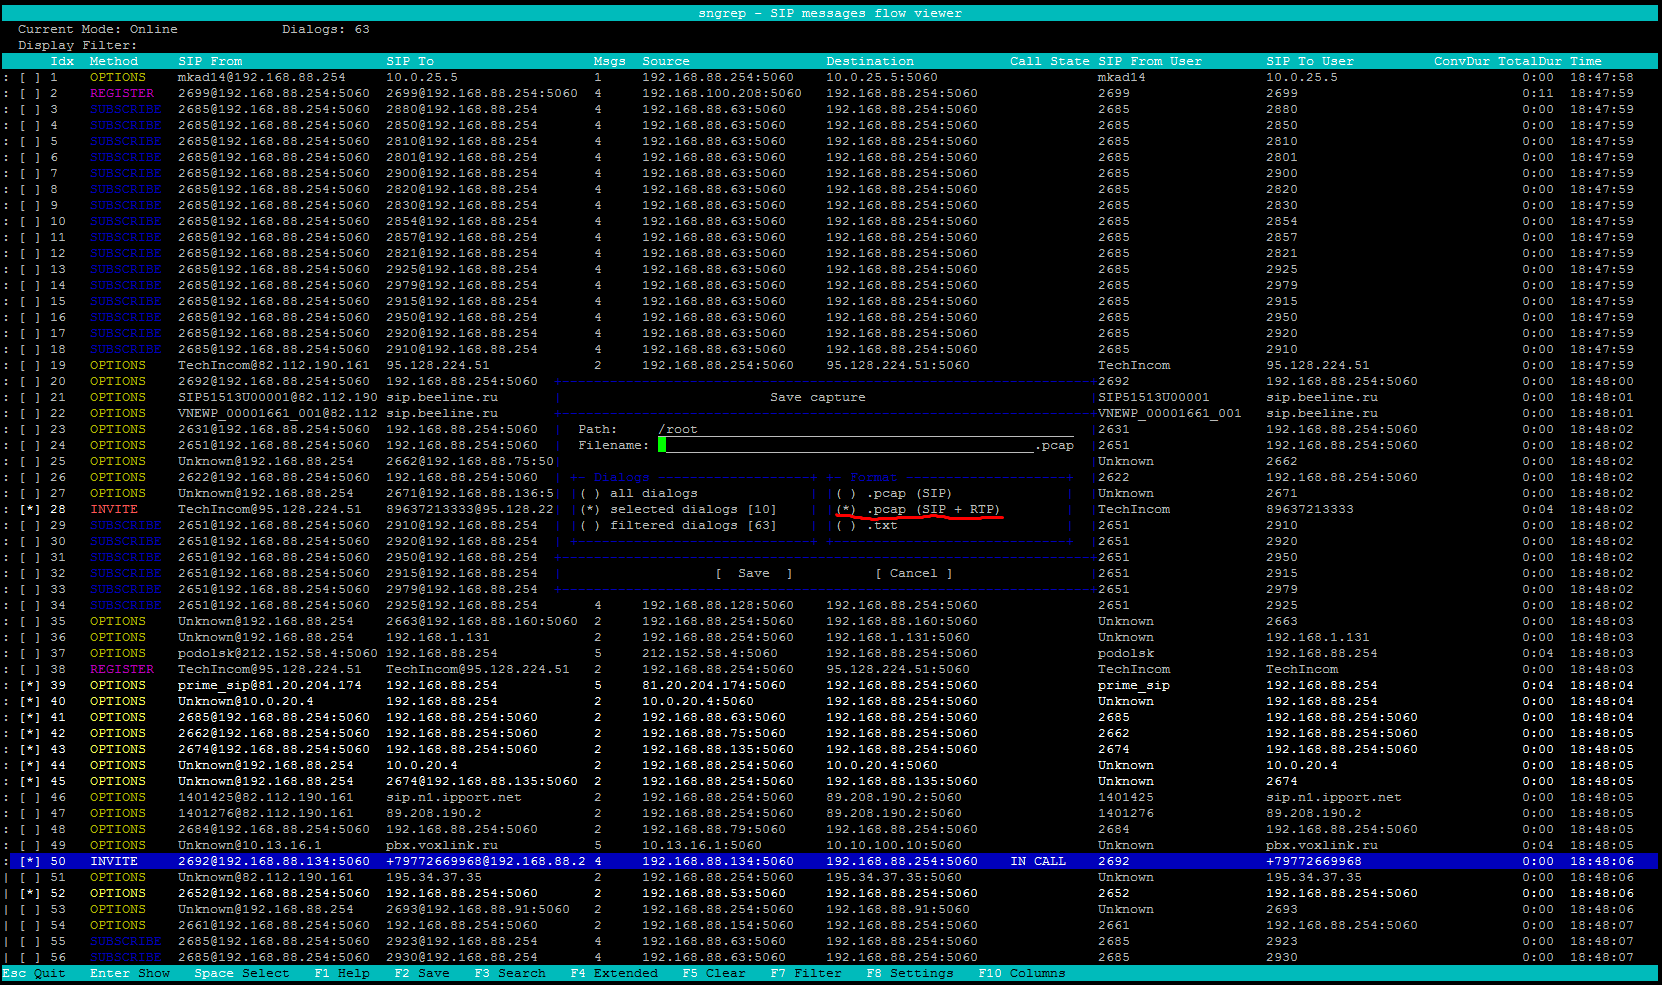 sngrep - SIP messages flow viewer
Current Mode: Online Dialogs: 63
Display Filter:
Idx Method SIP From SIP To Msgs Source Destination Call State SIP From User SIP To User ConvDur TotalDur Time
: [ ] 1 OPTIONS mkad14@192.168.88.254 10.0.25.5 1 192.168.88.254:5060 10.0.25.5:5060 mkad14 10.0.25.5 0:00 18:47:58
: [ ] 2 REGISTER 2699@192.168.88.254:5060 2699@192.168.88.254:5060 4 192.168.100.208:5060 192.168.88.254:5060 2699 2699 0:11 18:47:59
: [ ] 3 SUBSCRIBE 2685@192.168.88.254:5060 2880@192.168.88.254 4 192.168.88.63:5060 192.168.88.254:5060 2685 2880 0:00 18:47:59
: [ ] 4 SUBSCRIBE 2685@192.168.88.254:5060 2850@192.168.88.254 4 192.168.88.63:5060 192.168.88.254:5060 2685 2850 0:00 18:47:59
: [ ] 5 SUBSCRIBE 2685@192.168.88.254:5060 2810@192.168.88.254 4 192.168.88.63:5060 192.168.88.254:5060 2685 2810 0:00 18:47:59
: [ ] 6 SUBSCRIBE 2685@192.168.88.254:5060 2801@192.168.88.254 4 192.168.88.63:5060 192.168.88.254:5060 2685 2801 0:00 18:47:59
: [ ] 7 SUBSCRIBE 2685@192.168.88.254:5060 2900@192.168.88.254 4 192.168.88.63:5060 192.168.88.254:5060 2685 2900 0:00 18:47:59
: [ ] 8 SUBSCRIBE 2685@192.168.88.254:5060 2820@192.168.88.254 4 192.168.88.63:5060 192.168.88.254:5060 2685 2820 0:00 18:47:59
: [ ] 9 SUBSCRIBE 2685@192.168.88.254:5060 2830@192.168.88.254 4 192.168.88.63:5060 192.168.88.254:5060 2685 2830 0:00 18:47:59
: [ ] 10 SUBSCRIBE 2685@192.168.88.254:5060 2854@192.168.88.254 4 192.168.88.63:5060 192.168.88.254:5060 2685 2854 0:00 18:47:59
: [ ] 11 SUBSCRIBE 2685@192.168.88.254:5060 2857@192.168.88.254 4 192.168.88.63:5060 192.168.88.254:5060 2685 2857 0:00 18:47:59
: [ ] 12 SUBSCRIBE 2685@192.168.88.254:5060 2821@192.168.88.254 4 192.168.88.63:5060 192.168.88.254:5060 2685 2821 0:00 18:47:59
: [ ] 13 SUBSCRIBE 2685@192.168.88.254:5060 2925@192.168.88.254 4 192.168.88.63:5060 192.168.88.254:5060 2685 2925 0:00 18:47:59
: [ ] 14 SUBSCRIBE 2685@192.168.88.254:5060 2979@192.168.88.254 4 192.168.88.63:5060 192.168.88.254:5060 2685 2979 0:00 18:47:59
: [ ] 15 SUBSCRIBE 2685@192.168.88.254:5060 2915@192.168.88.254 4 192.168.88.63:5060 192.168.88.254:5060 2685 2915 0:00 18:47:59
: [ ] 16 SUBSCRIBE 2685@192.168.88.254:5060 2950@192.168.88.254 4 192.168.88.63:5060 192.168.88.254:5060 2685 2950 0:00 18:47:59
: [ ] 17 SUBSCRIBE 2685@192.168.88.254:5060 2920@192.168.88.254 4 192.168.88.63:5060 192.168.88.254:5060 2685 2920 0:00 18:47:59
: [ ] 18 SUBSCRIBE 2685@192.168.88.254:5060 2910@192.168.88.254 4 192.168.88.63:5060 192.168.88.254:5060 2685 2910 0:00 18:47:59
: [ ] 19 OPTIONS TechIncom@82.112.190.161 95.128.224.51 2 192.168.88.254:5060 95.128.224.51:5060 TechIncom 95.128.224.51 0:00 18:47:59
: [ ] 20 OPTIONS 2692@192.168.88.254:5060 192.168.88.254:5060 2692 192.168.88.254:5060 0:00 18:48:00
: [ ] 21 OPTIONS SIP51513U00001@82.112.190 sip.beeline.ru Save capture SIP51513U00001 sip.beeline.ru 0:00 18:48:01
: [ ] 22 OPTIONS VNEWP_00001661_001@82.112 sip.beeline.ru VNEWP_00001661_001 sip.beeline.ru 0:00 18:48:01
: [ ] 23 OPTIONS 2631@192.168.88.254:5060 192.168.88.254:5060 Path: /root 2631 192.168.88.254:5060 0:00 18:48:02
: [ ] 24 OPTIONS 2651@192.168.88.254:5060 192.168.88.254:5060 Filename: .pcap 2651 192.168.88.254:5060 0:00 18:48:02
: [ ] 25 OPTIONS Unknown@192.168.88.254 2662@192.168.88.75:50 Unknown 2662 0:00 18:48:02
: [ ] 26 OPTIONS 2622@192.168.88.254:5060 192.168.88.254:5060 Dialogs Format 2622 192.168.88.254:5060 0:00 18:48:02
: [ ] 27 OPTIONS Unknown@192.168.88.254 2671@192.168.88.136:5 ( ) all dialogs ( ) .pcap (SIP) Unknown 2671 0:00 18:48:02
: [*] 28 INVITE TechIncom@95.128.224.51 89637213333@95.128.22 (*) selected dialogs [10] (*) .pcap (SIP + RTP) TechIncom 89637213333 0:04 18:48:02
: [ ] 29 SUBSCRIBE 2651@192.168.88.254:5060 2910@192.168.88.254 ( ) filtered dialogs [63] ( ) .txt 2651 2910 0:00 18:48:02
: [ ] 30 SUBSCRIBE 2651@192.168.88.254:5060 2920@192.168.88.254 2651 2920 0:00 18:48:02
: [ ] 31 SUBSCRIBE 2651@192.168.88.254:5060 2950@192.168.88.254 2651 2950 0:00 18:48:02
: [ ] 32 SUBSCRIBE 2651@192.168.88.254:5060 2915@192.168.88.254 [ Save ] [ Cancel ] 2651 2915 0:00 18:48:02
: [ ] 33 SUBSCRIBE 2651@192.168.88.254:5060 2979@192.168.88.254 2651 2979 0:00 18:48:02
: [ ] 34 SUBSCRIBE 2651@192.168.88.254:5060 2925@192.168.88.254 4 192.168.88.128:5060 192.168.88.254:5060 2651 2925 0:00 18:48:02
: [ ] 35 OPTIONS Unknown@192.168.88.254 2663@192.168.88.160:5060 2 192.168.88.254:5060 192.168.88.160:5060 Unknown 2663 0:00 18:48:03
: [ ] 36 OPTIONS Unknown@192.168.88.254 192.168.1.131 2 192.168.88.254:5060 192.168.1.131:5060 Unknown 192.168.1.131 0:00 18:48:03
: [ ] 37 OPTIONS podolsk@212.152.58.4:5060 192.168.88.254 5 212.152.58.4:5060 192.168.88.254:5060 podolsk 192.168.88.254 0:04 18:48:03
: [ ] 38 REGISTER TechIncom@95.128.224.51 TechIncom@95.128.224.51 2 192.168.88.254:5060 95.128.224.51:5060 TechIncom TechIncom 0:00 18:48:03
: [*] 39 OPTIONS prime_sip@81.20.204.174 192.168.88.254 5 81.20.204.174:5060 192.168.88.254:5060 prime_sip 192.168.88.254 0:04 18:48:04
: [*] 40 OPTIONS Unknown@10.0.20.4 192.168.88.254 2 10.0.20.4:5060 192.168.88.254:5060 Unknown 192.168.88.254 0:00 18:48:04
: [*] 41 OPTIONS 2685@192.168.88.254:5060 192.168.88.254:5060 2 192.168.88.63:5060 192.168.88.254:5060 2685 192.168.88.254:5060 0:00 18:48:04
: [*] 42 OPTIONS 2662@192.168.88.254:5060 192.168.88.254:5060 2 192.168.88.75:5060 192.168.88.254:5060 2662 192.168.88.254:5060 0:00 18:48:05
: [*] 43 OPTIONS 2674@192.168.88.254:5060 192.168.88.254:5060 2 192.168.88.135:5060 192.168.88.254:5060 2674 192.168.88.254:5060 0:00 18:48:05
: [*] 44 OPTIONS Unknown@192.168.88.254 10.0.20.4 2 192.168.88.254:5060 10.0.20.4:5060 Unknown 10.0.20.4 0:00 18:48:05
: [*] 45 OPTIONS Unknown@192.168.88.254 2674@192.168.88.135:5060 2 192.168.88.254:5060 192.168.88.135:5060 Unknown 2674 0:00 18:48:05
: [ ] 46 OPTIONS 1401425@82.112.190.161 sip.n1.ipport.net 2 192.168.88.254:5060 89.208.190.2:5060 1401425 sip.n1.ipport.net 0:00 18:48:05
: [ ] 47 OPTIONS 1401276@82.112.190.161 89.208.190.2 2 192.168.88.254:5060 89.208.190.2:5060 1401276 89.208.190.2 0:00 18:48:05
: [ ] 48 OPTIONS 2684@192.168.88.254:5060 192.168.88.254:5060 2 192.168.88.79:5060 192.168.88.254:5060 2684 192.168.88.254:5060 0:00 18:48:05
: [ ] 49 OPTIONS Unknown@10.13.16.1 pbx.voxlink.ru 5 10.13.16.1:5060 10.10.100.10:5060 Unknown pbx.voxlink.ru 0:04 18:48:05
: [*] 50 INVITE 2692@192.168.88.134:5060 +79772669968@192.168.88.2 4 192.168.88.134:5060 192.168.88.254:5060 IN CALL 2692 +79772669968 0:00 18:48:06
| [ ] 51 OPTIONS Unknown@82.112.190.161 195.34.37.35 2 192.168.88.254:5060 195.34.37.35:5060 Unknown 195.34.37.35 0:00 18:48:06
| [*] 52 OPTIONS 2652@192.168.88.254:5060 192.168.88.254:5060 2 192.168.88.53:5060 192.168.88.254:5060 2652 192.168.88.254:5060 0:00 18:48:06
| [ ] 53 OPTIONS Unknown@192.168.88.254 2693@192.168.88.91:5060 2 192.168.88.254:5060 192.168.88.91:5060 Unknown 2693 0:00 18:48:06
| [ ] 54 OPTIONS 2661@192.168.88.254:5060 192.168.88.254:5060 2 192.168.88.154:5060 192.168.88.254:5060 2661 192.168.88.254:5060 0:00 18:48:07
| [ ] 55 SUBSCRIBE 2685@192.168.88.254:5060 2923@192.168.88.254 4 192.168.88.63:5060 192.168.88.254:5060 2685 2923 0:00 18:48:07
| [ ] 56 SUBSCRIBE 2685@192.168.88.254:5060 2930@192.168.88.254 4 192.168.88.63:5060 192.168.88.254:5060 2685 2930 0:00 18:48:07
Esc Quit Enter Show Space Select F1 Help F2 Save F3 Search F4 Extended F5 Clear F7 Filter F8 Settings F10 Columns